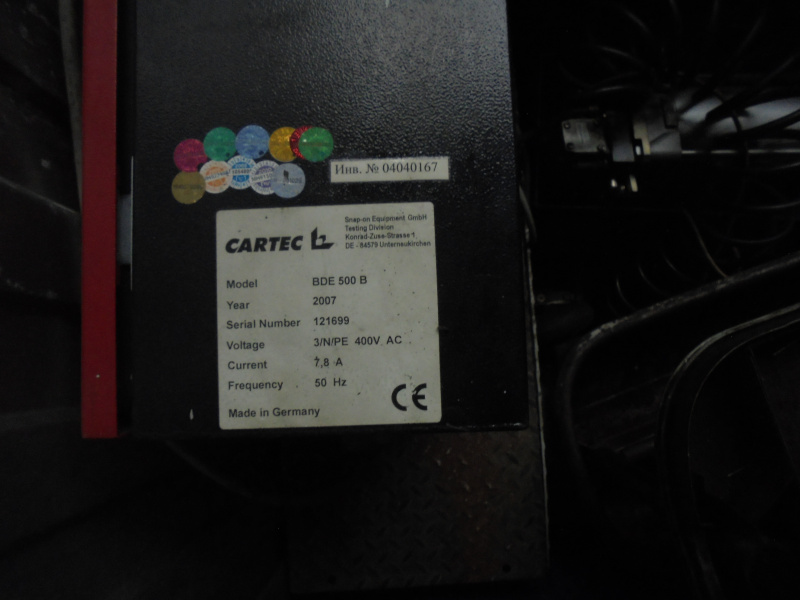 Инв. № 04040167
CARTEC
Snap-on Equipment GmbH
Testing Division
Konrad-Zuse-Strasse 1
DE - 84579 Unterneukirchen
Model BDE 500 B
Year 2007
Serial Number 121699
Voltage 3/N/PE 400V AC
Current 7,8 A
Frequency 50 Hz
Made in Germany
CE